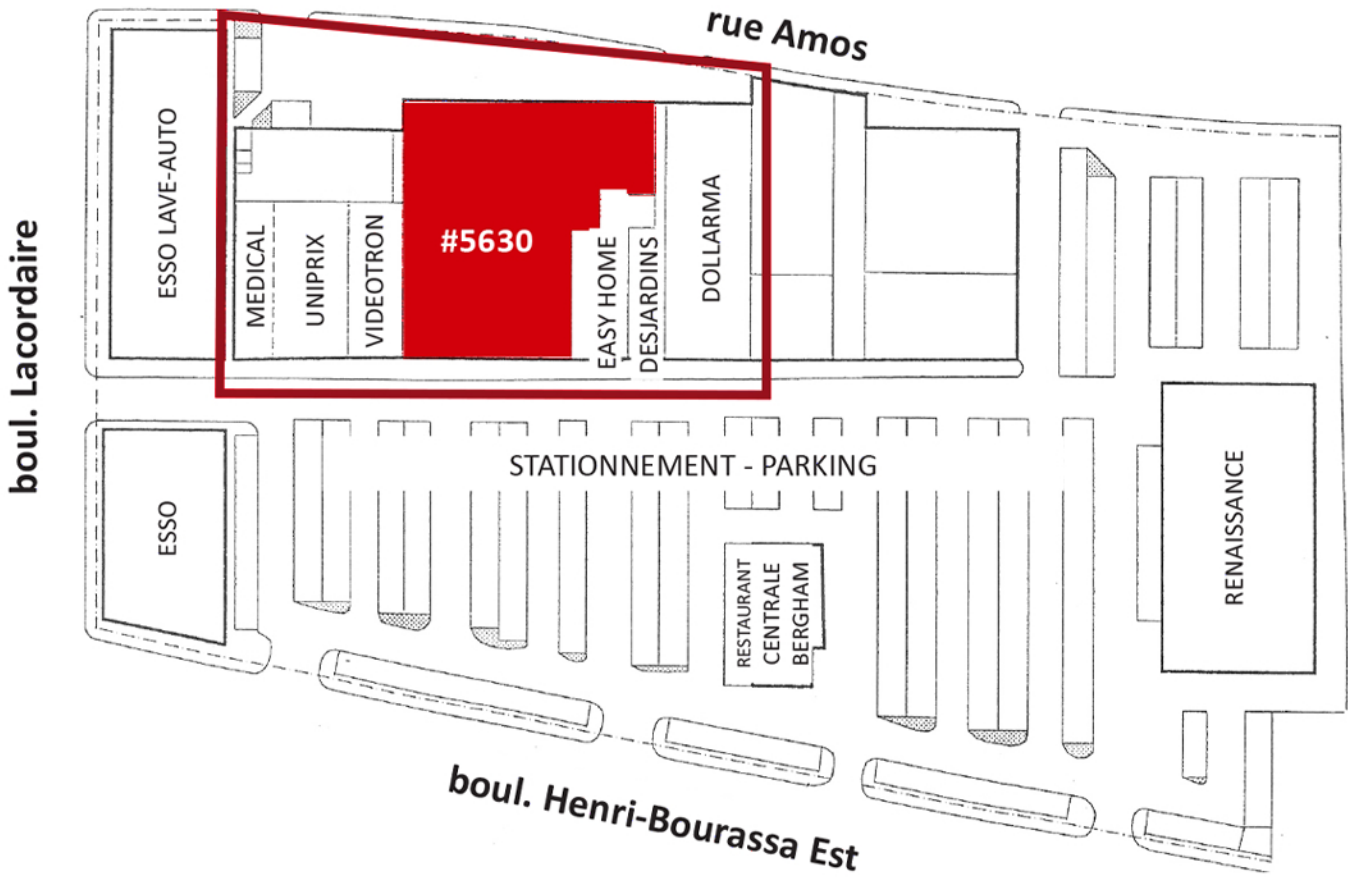 rue Amos
boul. Lacordaire
ESSO LAVE-AUTO
MEDICAL
UNIPRIX
VIDEOTRON
#5630
EASY HOME
DESJARDINS
DOLLARMA
STATIONNEMENT - PARKING
ESSO
RESTAURANT
CENTRALE
BERGHAM
RENAISSANCE
boul. Henri-Bourassa Est